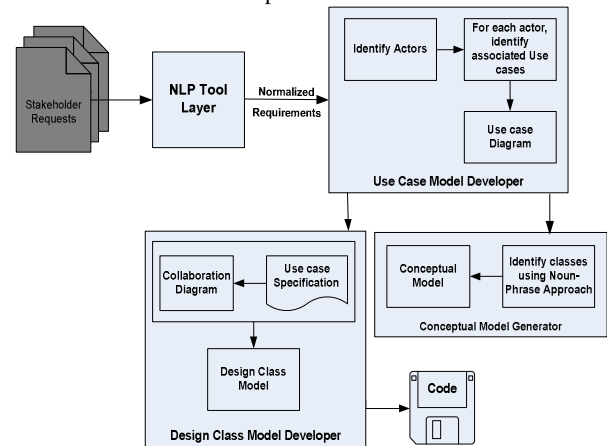 Stakeholder
Requests
NLP Tool
Layer
Normalized
Requirements
Identify Actors
For each actor,
identify
associated Use
cases
Use case
Diagram
Use Case Model Developer
Collaboration
Diagram
Use case
Specification
Design Class
Model
Design Class Model Developer
Conceptual
Model
Identify classes
using Noun-
Phrase Approach
Conceptual Model Generator
Code